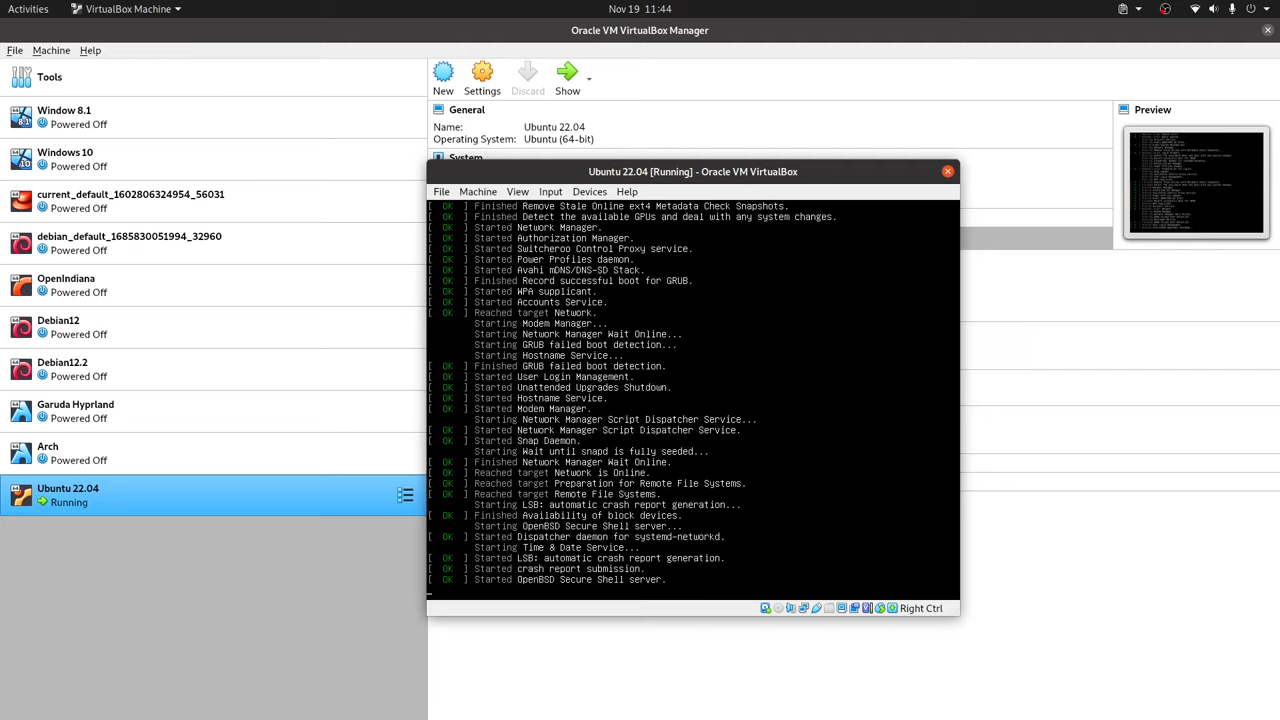 Activities
VirtualBox Machine
Nov 19 11:44
Oracle VM VirtualBox Manager
File Machine Help
Tools
New Settings Discard Show
Window 8.1
Powered Off
Windows 10
Powered Off
current_default_1602806324954_56031
Powered Off
debian_default_1685830051994_32960
Powered Off
OpenIndiana
Powered Off
Debian12
Powered Off
Debian12.2
Powered Off
Garuda Hyprland
Powered Off
Arch
Powered Off
Ubuntu 22.04
Running
General
Name: Ubuntu 22.04
Operating System: Ubuntu (64-bit)
System
Preview
Ubuntu 22.04 [Running] - Oracle VM VirtualBox
File Machine View Input Devices Help
[ OK ] Finished Remove Stale Online ext4 Metadata Check Snapshots.
[ OK ] Finished Detect the available GPUs and deal with any system changes.
[ OK ] Started Network Manager.
[ OK ] Started Authorization Manager.
[ OK ] Started Switcheroo Control Proxy service.
[ OK ] Started Power Profiles daemon.
[ OK ] Started Avahi mDNS/DNS-SD Stack.
[ OK ] Finished Record successful boot for GRUB.
[ OK ] Started WPA supplicant.
[ OK ] Started Accounts Service.
[ OK ] Reached target Network.
Starting Modem Manager...
Starting Network Manager Wait Online...
Starting GRUB failed boot detection...
Starting Hostname Service...
[ OK ] Finished GRUB failed boot detection.
[ OK ] Started User Login Management.
[ OK ] Started Unattended Upgrades Shutdown.
[ OK ] Started Hostname Service.
[ OK ] Started Modem Manager.
Starting Network Manager Script Dispatcher Service...
[ OK ] Started Network Manager Script Dispatcher Service.
[ OK ] Started Snap Daemon.
Starting Wait until snapd is fully seeded...
[ OK ] Finished Network Manager Wait Online.
[ OK ] Reached target Network is Online.
[ OK ] Reached target Preparation for Remote File Systems.
[ OK ] Reached target Remote File Systems.
Starting LSB: automatic crash report generation...
[ OK ] Finished Availability of block devices.
Starting OpenBSD Secure Shell server...
[ OK ] Started Dispatcher daemon for systemd-networkd.
Starting Time & Date Service...
[ OK ] Started LSB: automatic crash report generation.
[ OK ] Started crash report submission.
[ OK ] Started OpenBSD Secure Shell server.
Right Ctrl